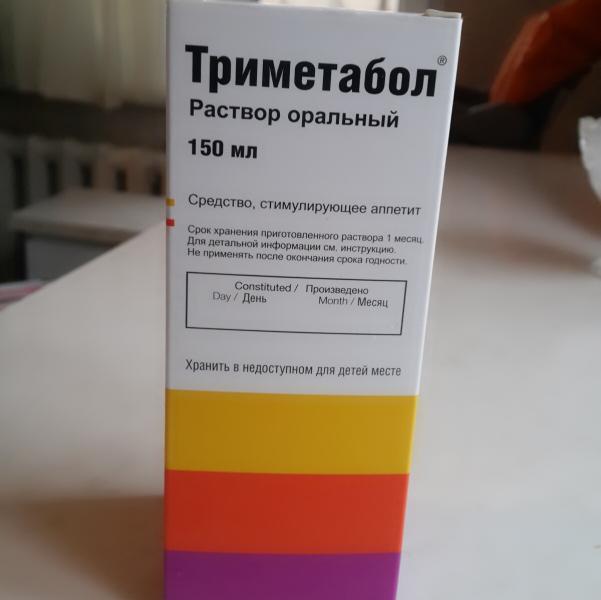 Триметабол®
Раствор оральный
150 мл
Средство, стимулирующее аппетит
Срок хранения приготовленного раствора 1 месяц.
Для детальной информации см. инструкцию.
Не применять после окончания срока годности.
Constituted / Произведено
Day / День Month / Месяц
Хранить в недоступном для детей месте